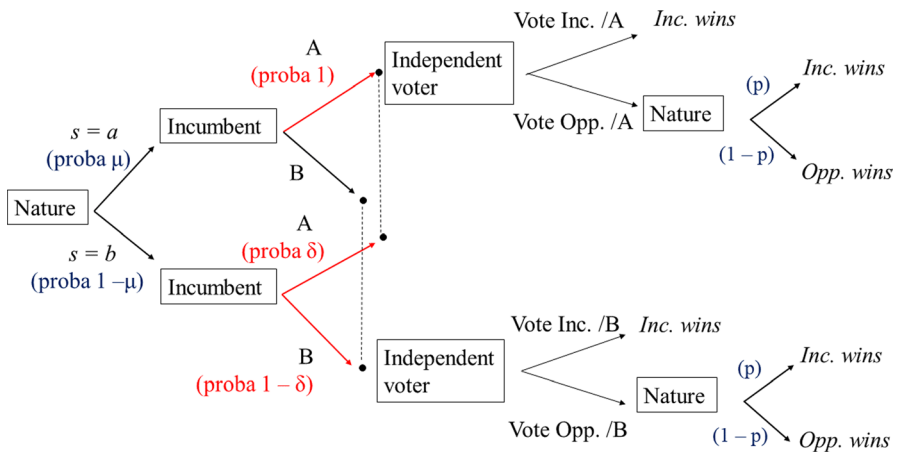 Vote Inc. /A
Inc. wins
A
(proba 1)
Independent
voter
Inc. wins
(p)
s = a
(proba μ)
Incumbent
Vote Opp. /A
Nature
(1 – p)
Opp. wins
B
Nature
A
(proba δ)
s = b
(proba 1 –μ)
Incumbent
Vote Inc. /B
Inc. wins
B
(proba 1 – δ)
Independent
voter
Inc. wins
(p)
Nature
Vote Opp. /B
(1 – p)
Opp. wins